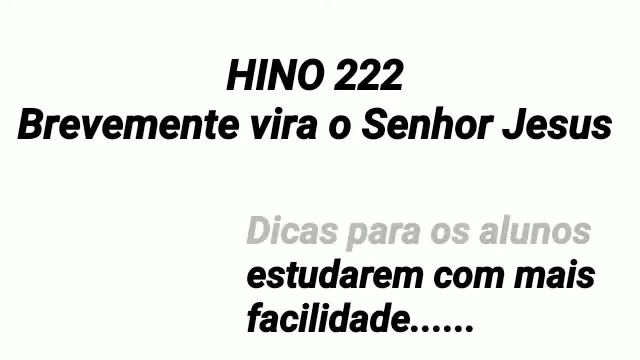 HINO 222
Brevemente vira o Senhor Jesus
Dicas para os alunos
estudarem com mais
facilidade......